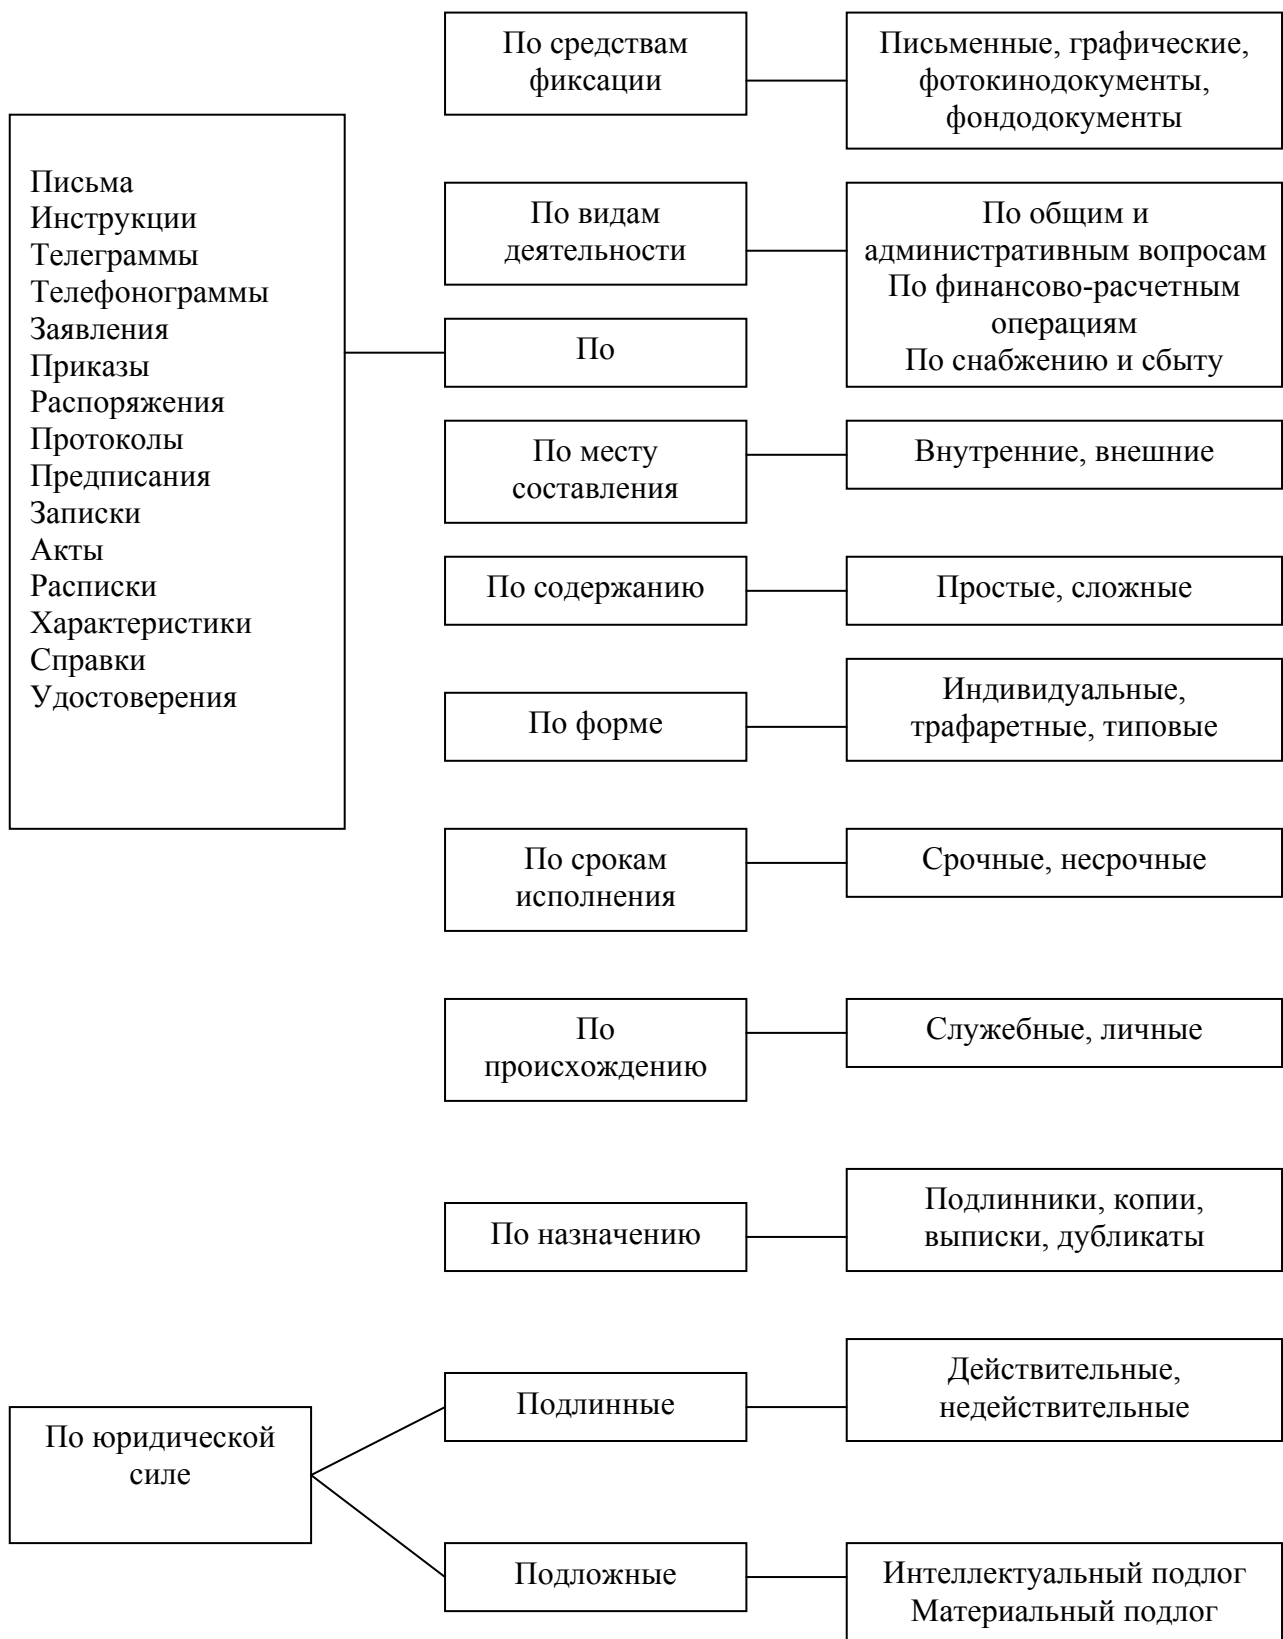 По средствам
фиксации
Письменные, графические,
фотокинодокументы,
фондодокументы
Письма
Инструкции
Телеграммы
Телефонограммы
Заявления
Приказы
Распоряжения
Протоколы
Предписания
Записки
Акты
Расписки
Характеристики
Справки
Удостоверения
По видам
деятельности
По общим и
административным вопросам
По финансово-расчетным
операциям
По снабжению и сбыту
По
По месту
составления
Внутренние, внешние
По содержанию
Простые, сложные
По форме
Индивидуальные,
трафаретные, типовые
По срокам
исполнения
Срочные, несрочные
По
происхождению
Служебные, личные
По назначению
Подлинники, копии,
выписки, дубликаты
По юридической
силе
Подлинные
Действительные,
недействительные
Подложные
Интеллектуальный подлог
Материальный подлог